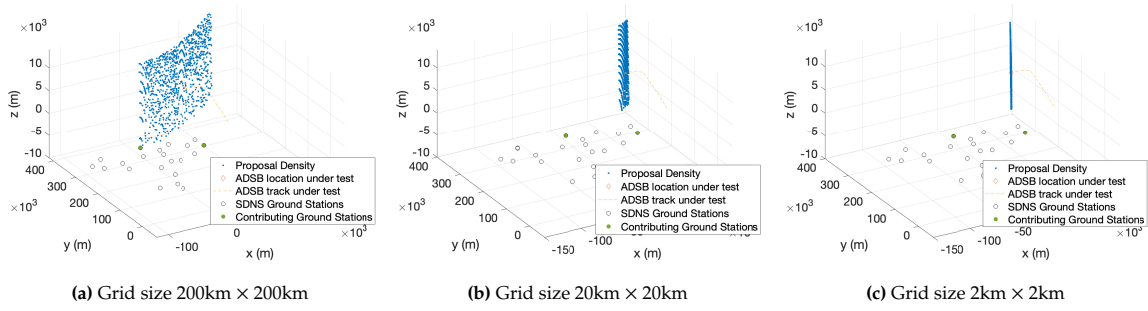 ×10³
10
5
0
-5
-10
z (m)
400
300
200
100
0
×10³
y (m)
-100
0
×10³
x (m)
Proposal Density
ADSB location under test
ADSB track under test
SDNS Ground Stations
Contributing Ground Stations
(a) Grid size 200km × 200km
×10³
10
5
0
-5
-10
z (m)
400
300
200
100
0
×10³
y (m)
-150
-100
x (m)
Proposal Density
ADSB location under test
ADSB track under test
SDNS Ground Stations
Contributing Ground Stations
(b) Grid size 20km × 20km
×10³
10
5
0
-5
-10
z (m)
400
300
200
100
0
×10³
y (m)
-150
-100
-50
×10³
x (m)
Proposal Density
ADSB location under test
ADSB track under test
SDNS Ground Stations
Contributing Ground Stations
(c) Grid size 2km × 2km